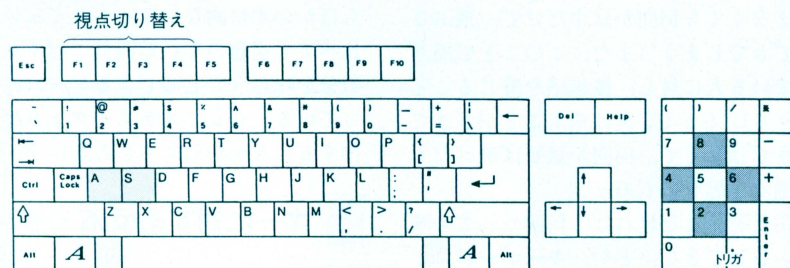 視点切り替え
Esc F1 F2 F3 F4 F5 F6 F7 F8 F9 F10
~ ! @ # $ % ^ & * ( ) _ + ¦ ( ) / *
` 1 2 3 4 5 6 7 8 9 0 - = \ ← Del Help
Q W E R T Y U I O P { } 7 8 9 -
[ ]
Ctrl Caps Lock A S D F G H J K L : " ↑ 4 5 6 +
; '
Z X C V B N M < > ? ← ↓ → 1 2 3 Enter
, . /
Alt A A Alt 0 .
トリガ